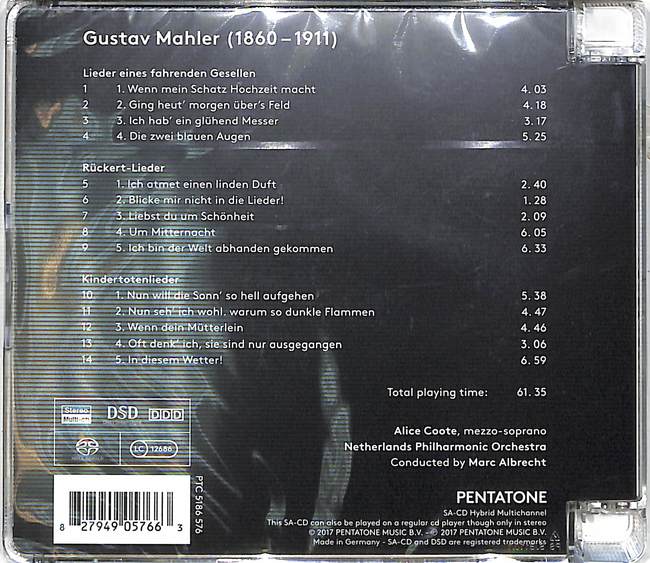 Gustav Mahler (1860 – 1911)
Lieder eines fahrenden Gesellen
1 1. Wenn mein Schatz Hochzeit macht 4. 03
2 2. Ging heut' morgen über's Feld 4. 18
3 3. Ich hab' ein glühend Messer 3. 17
4 4. Die zwei blauen Augen 5. 25
Rückert-Lieder
5 1. Ich atmet einen linden Duft 2. 40
6 2. Blicke mir nicht in die Lieder! 1. 28
7 3. Liebst du um Schönheit 2. 09
8 4. Um Mitternacht 6. 05
9 5. Ich bin der Welt abhanden gekommen 6. 33
Kindertotenlieder
10 1. Nun will die Sonn' so hell aufgehen 5. 38
11 2. Nun seh' ich wohl. warum so dunkle Flammen 4. 47
12 3. Wenn dein Mütterlein 4. 46
13 4. Oft denk' ich, sie sind nur ausgegangen 3. 06
14 5. In diesem Wetter! 6. 59
Total playing time: 61. 35
Stereo
Multi-ch
DSD
DDD
LC 12686
Alice Coote, mezzo-soprano
Netherlands Philharmonic Orchestra
Conducted by Marc Albrecht
PTC 5186 576
8 27949 05766 3
PENTATONE
SA-CD Hybrid Multichannel
This SA-CD can also be played on a regular cd player though only in stereo
℗ 2017 PENTATONE MUSIC B.V. © 2017 PENTATONE MUSIC B.V.
Made in Germany - SA-CD and DSD are registered trademarks